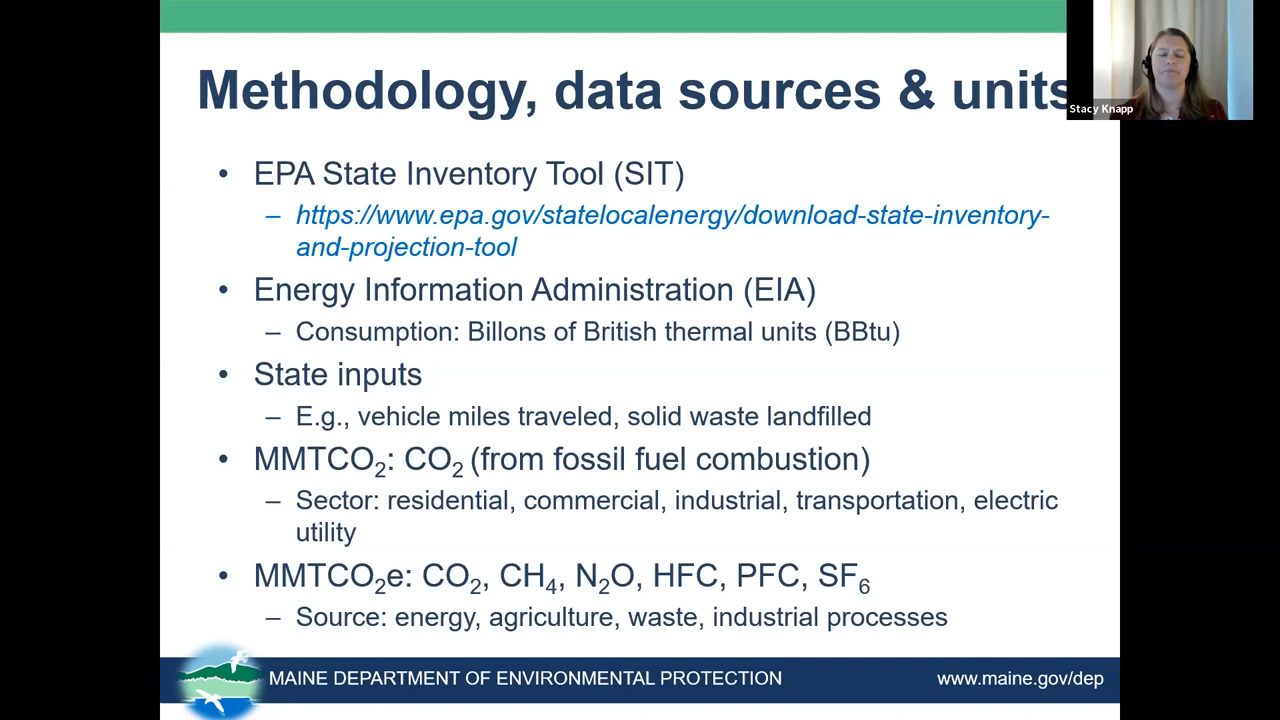 Methodology, data sources & units
Stacy Knapp
• EPA State Inventory Tool (SIT)
– https://www.epa.gov/statelocalenergy/download-state-inventory-
and-projection-tool
• Energy Information Administration (EIA)
– Consumption: Billons of British thermal units (BBtu)
• State inputs
– E.g., vehicle miles traveled, solid waste landfilled
• MMTCO₂: CO₂ (from fossil fuel combustion)
– Sector: residential, commercial, industrial, transportation, electric
utility
• MMTCO₂e: CO₂, CH₄, N₂O, HFC, PFC, SF₆
– Source: energy, agriculture, waste, industrial processes
MAINE DEPARTMENT OF ENVIRONMENTAL PROTECTION
www.maine.gov/dep